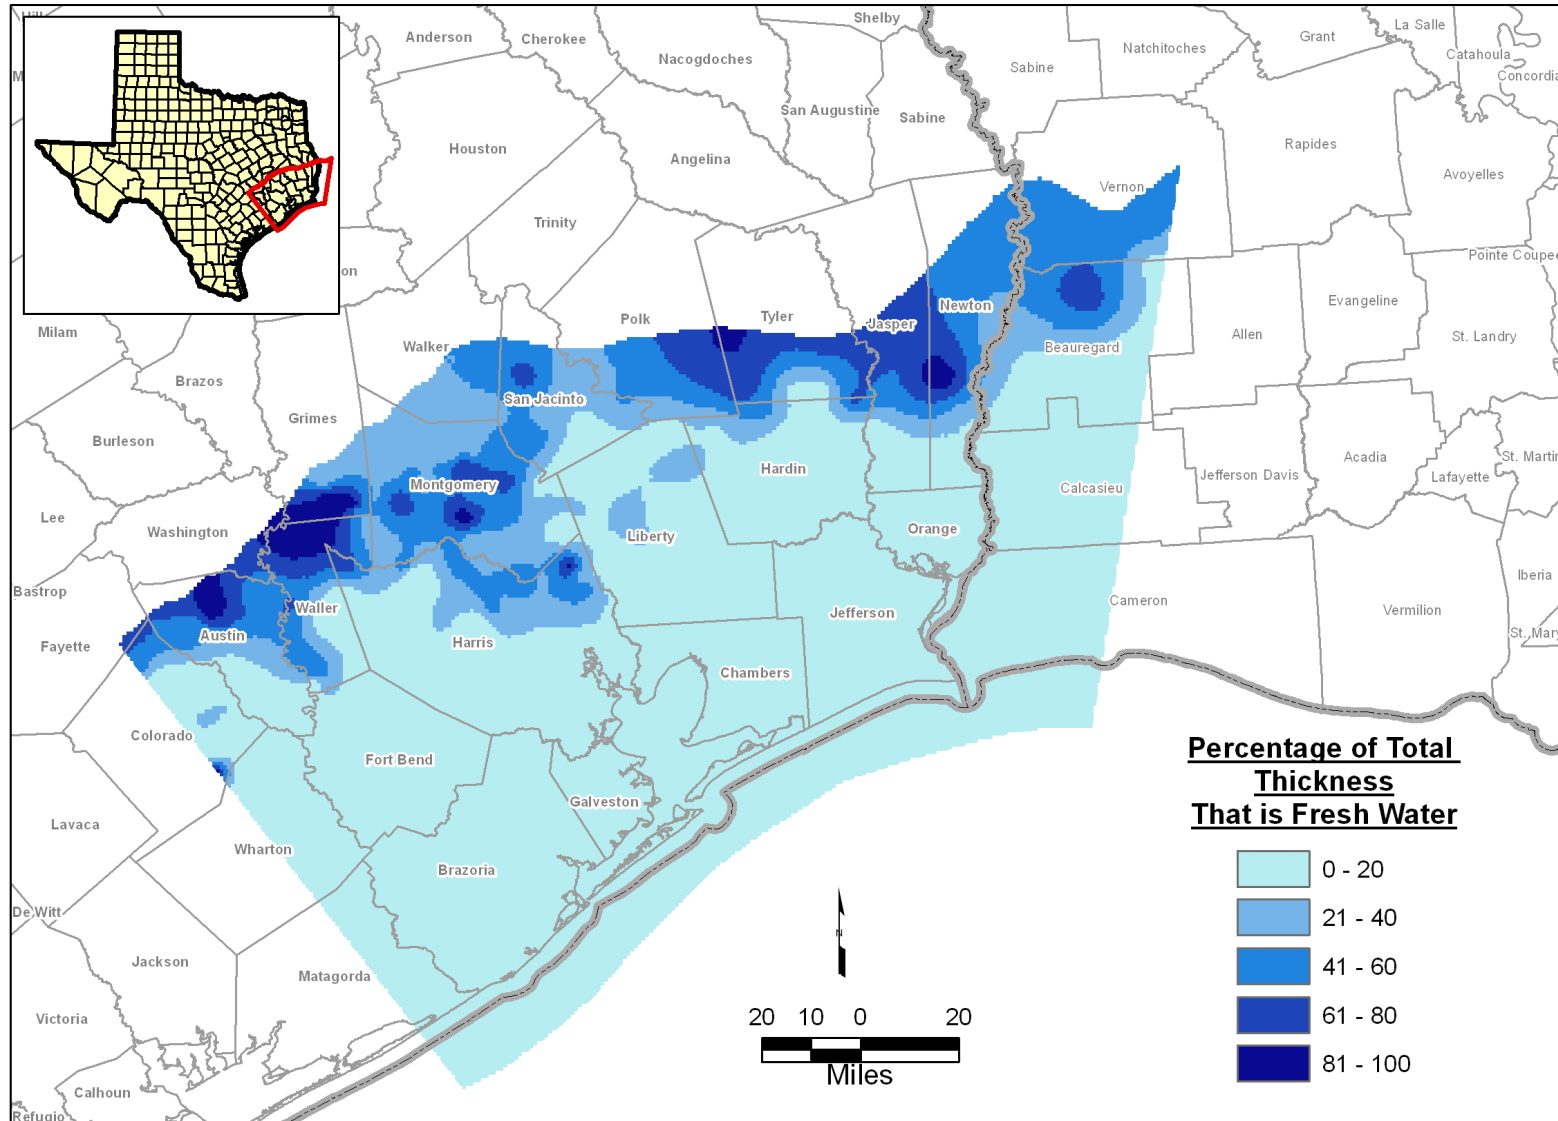 Hill
Shelby
La Salle
Anderson
Cherokee
Grant
Natchitoches
Nacogdoches
Catahoula
Sabine
Concordia
San Augustine
Sabine
Houston
Rapides
Angelina
Avoyelles
Vernon
Trinity
Pointe Coupee
on
Evangeline
Newton
Polk
Tyler
Jasper
Milam
Allen
St. Landry
Walker
Beauregard
Brazos
San Jacinto
Grimes
Burleson
Acadia
St. Martin
Hardin
Jefferson Davis
Lafayette
Montgomery
Calcasieu
Lee
Washington
Orange
Liberty
Iberia
Bastrop
Cameron
Waller
Jefferson
Vermilion
Austin
St. Mary
Fayette
Harris
Chambers
Colorado
Fort Bend
Galveston
Lavaca
Wharton
Brazoria
De Witt
Jackson
Matagorda
Victoria
Calhoun
Refugio
Percentage of Total
Thickness
That is Fresh Water
0 - 20
21 - 40
41 - 60
61 - 80
81 - 100
N
20 10 0 20
Miles